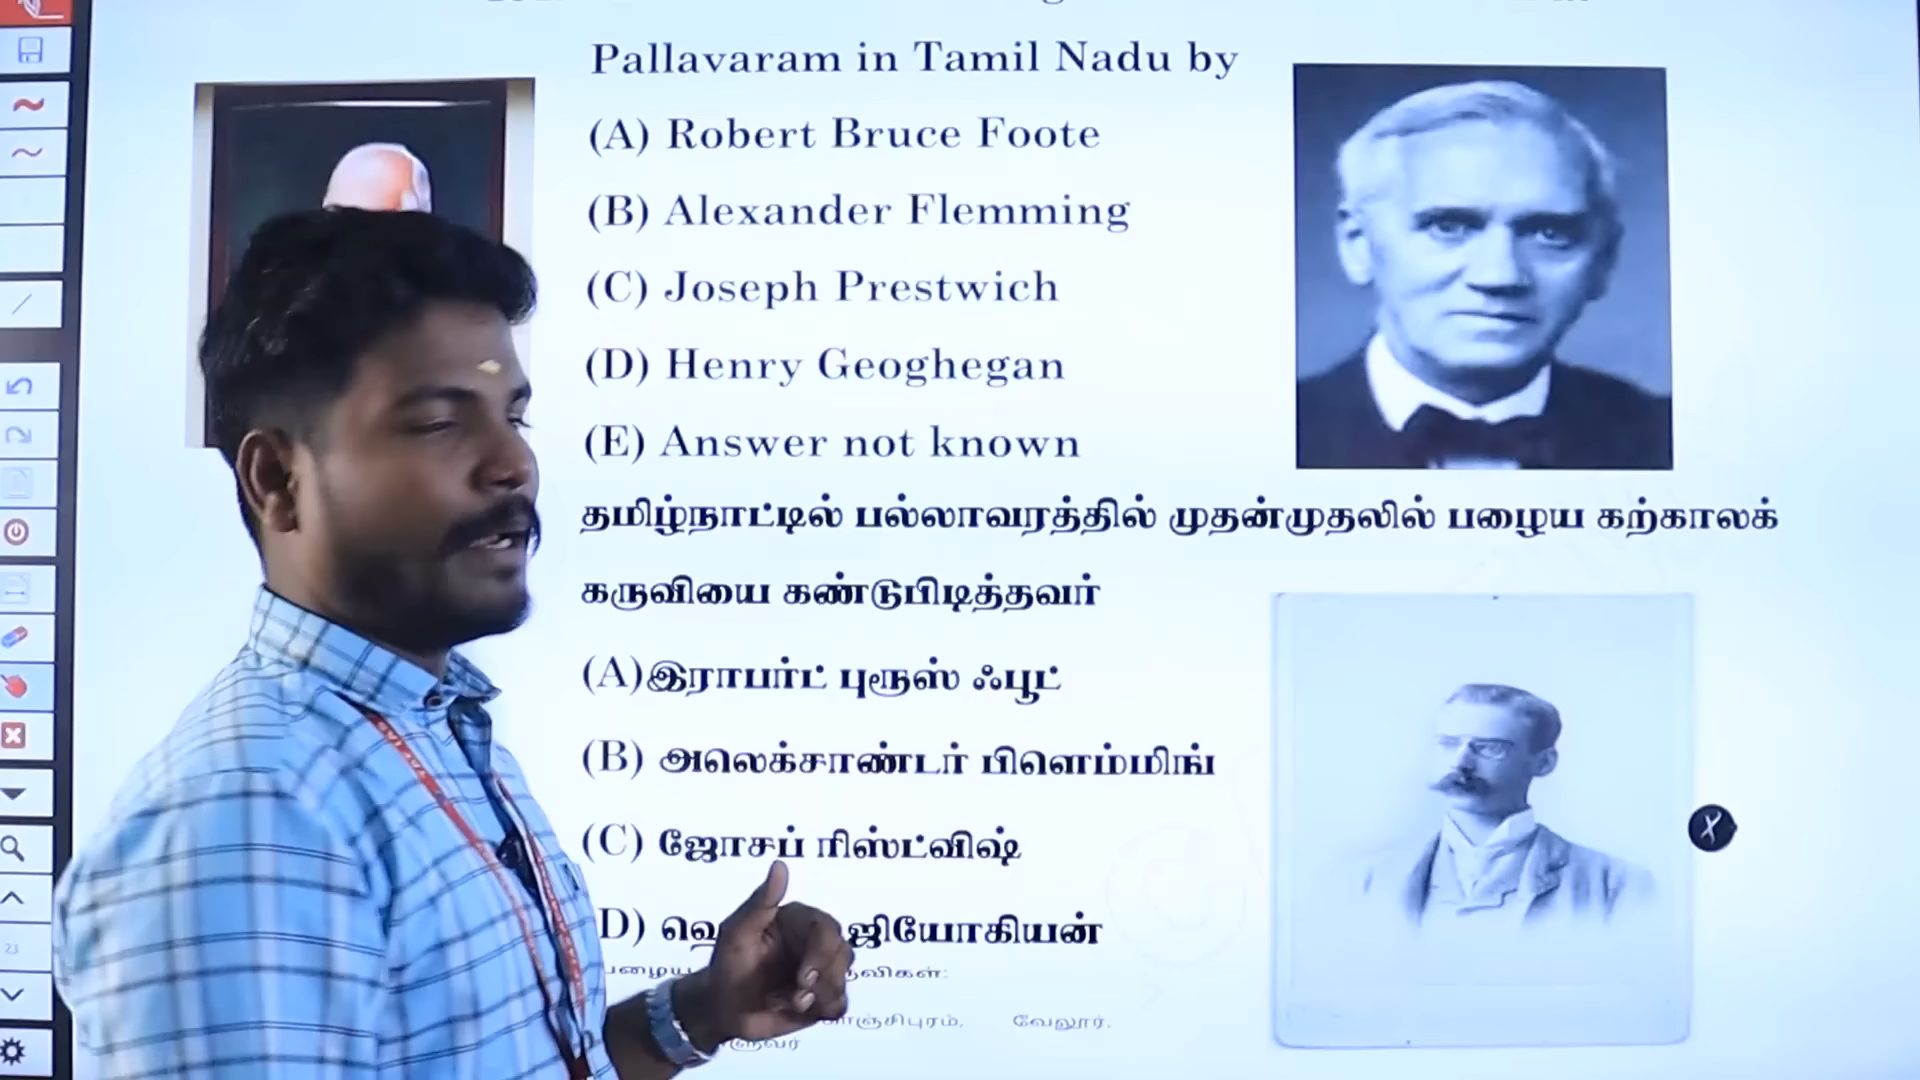 Pallavaram in Tamil Nadu by
(A) Robert Bruce Foote
(B) Alexander Flemming
(C) Joseph Prestwich
(D) Henry Geoghegan
(E) Answer not known
தமிழ்நாட்டில் பல்லாவரத்தில் முதன்முதலில் பழைய கற்காலக்
கருவியை கண்டுபிடித்தவர்
(A)இராபர்ட் புரூஸ் ஃபூட்
(B) அலெக்சாண்டர் பிளெம்மிங்
(C) ஜோசப் ரிஸ்ட்விஷ்
D) ஜியோகியன்
வேலூர்.
23